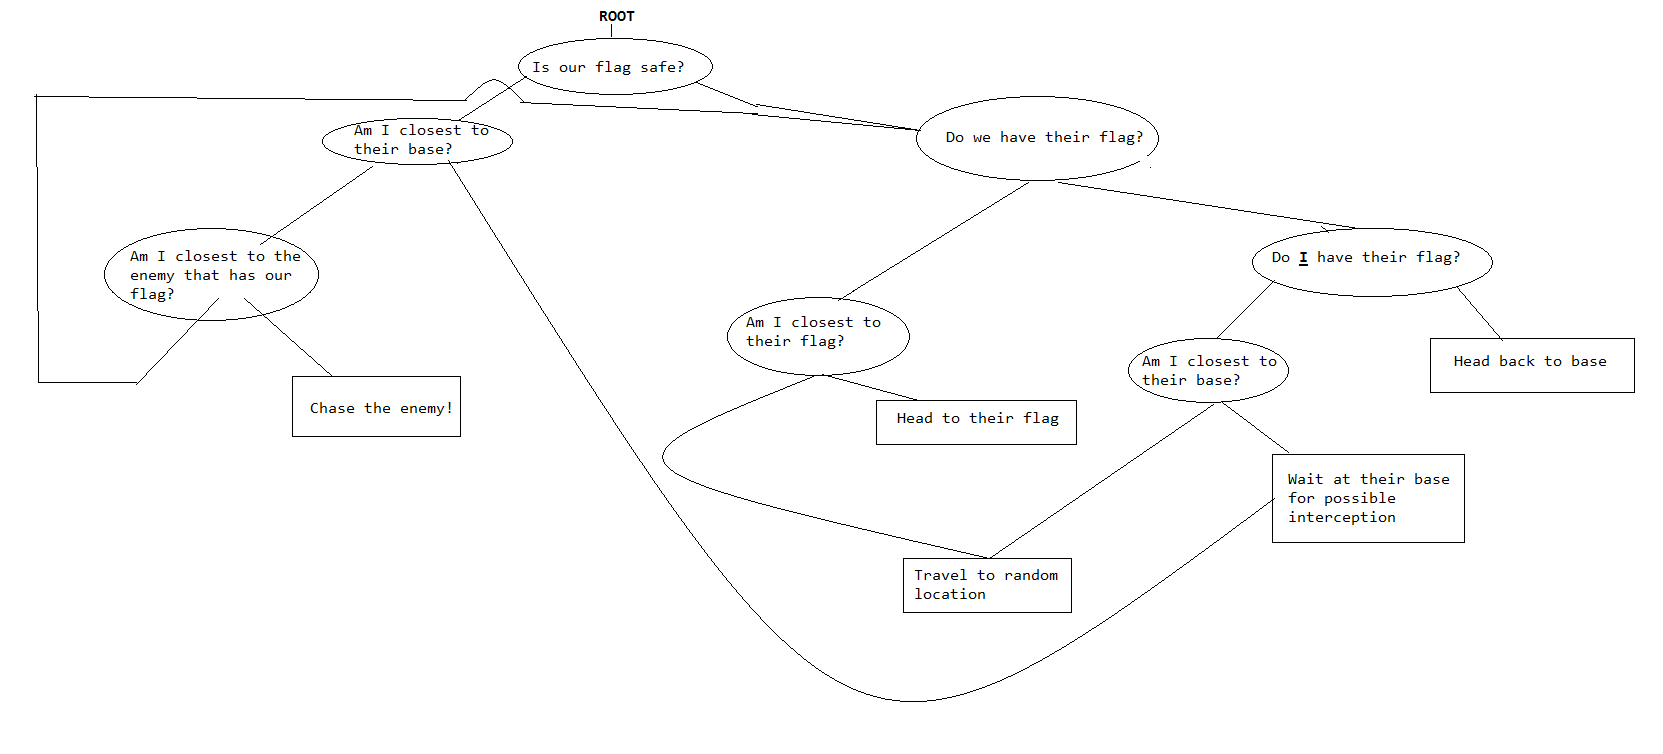 ROOT
Is our flag safe?
Am I closest to
their base?
Do we have their flag?
Am I closest to the
enemy that has our
flag?
Do I have their flag?
Am I closest to
their flag?
Am I closest to
their base?
Head back to base
Chase the enemy!
Head to their flag
Wait at their base
for possible
interception
Travel to random
location